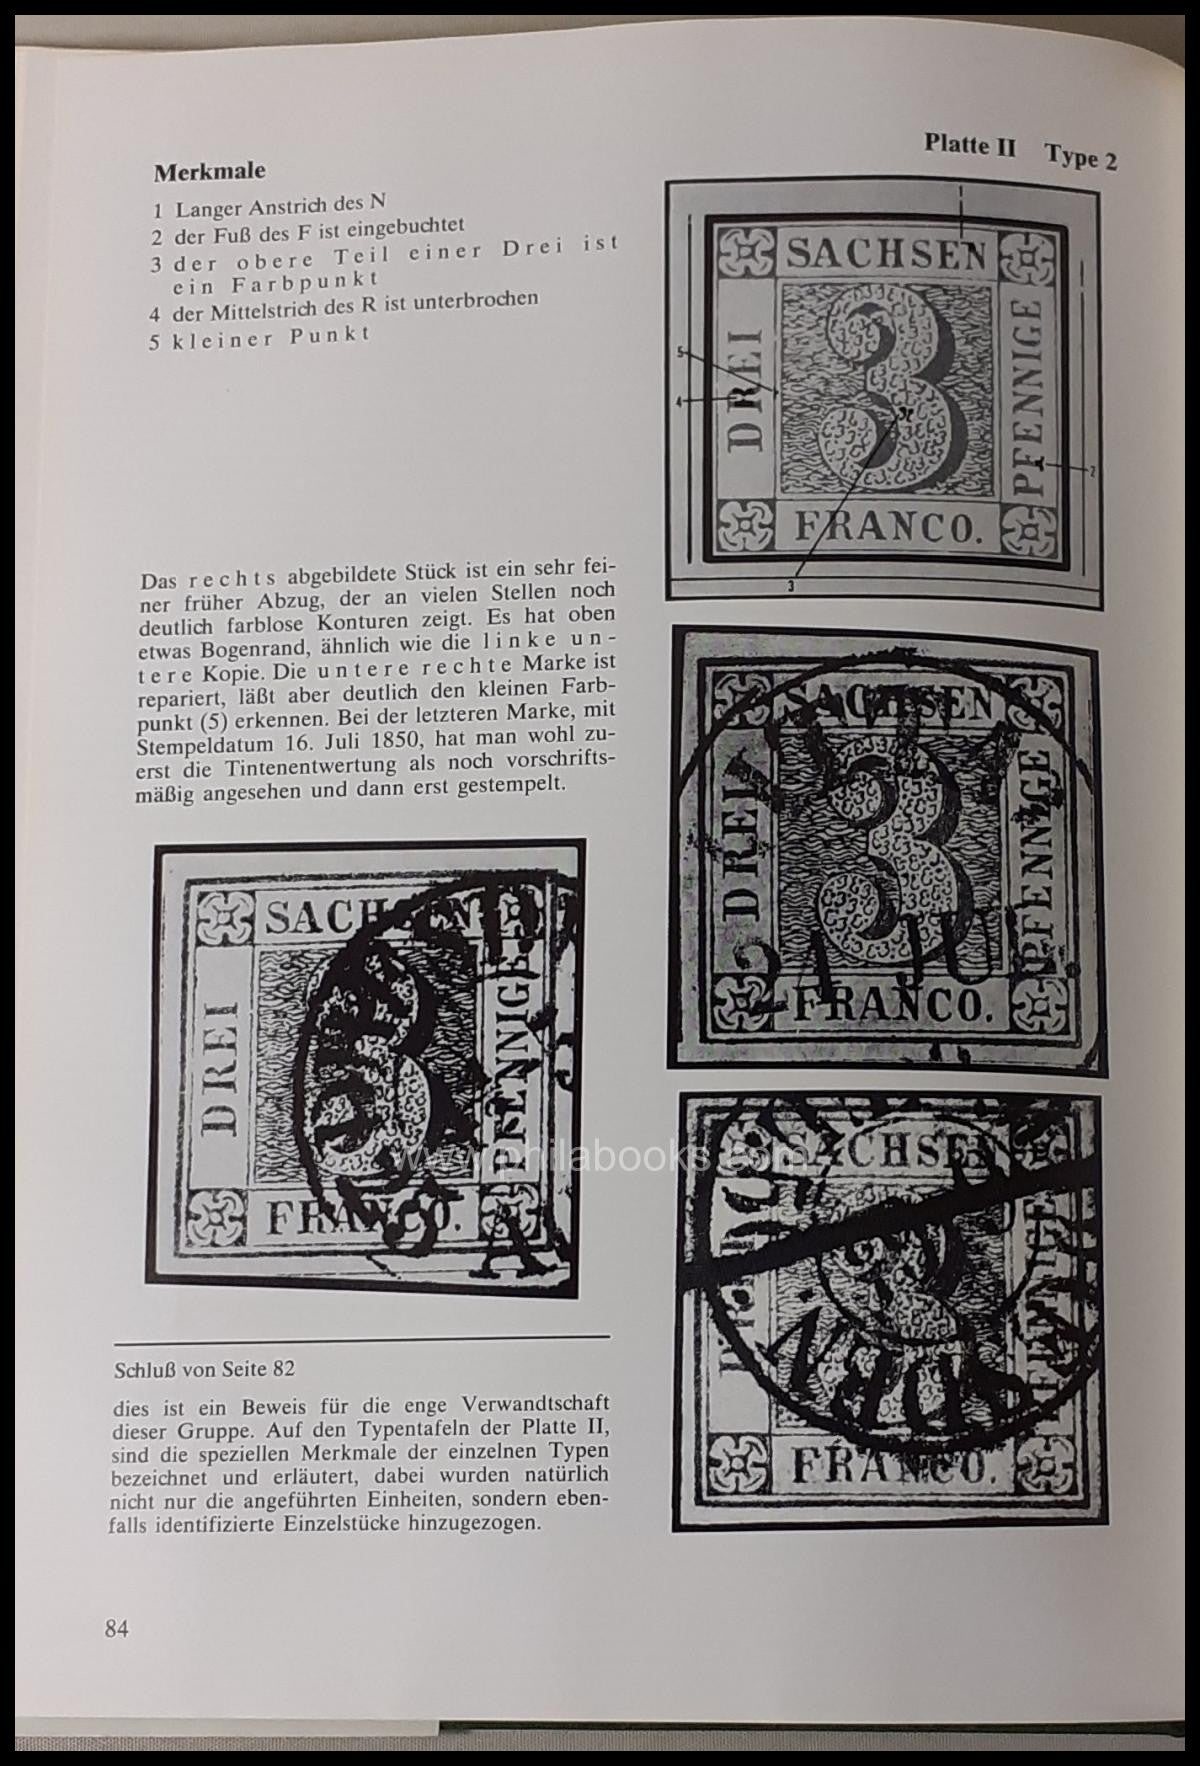 Platte II Type 2
Merkmale
1 Langer Anstrich des N
2 der Fuß des F ist eingebuchtet
3 der obere Teil einer Drei ist
ein Farbpunkt
4 der Mittelstrich des R ist unterbrochen
5 kleiner Punkt
1
SACHSEN
DREI
PFENNIGE
FRANCO.
5
4
2
3
Das rechts abgebildete Stück ist ein sehr fei-
ner früher Abzug, der an vielen Stellen noch
deutlich farblose Konturen zeigt. Es hat oben
etwas Bogenrand, ähnlich wie die linke un-
tere Kopie. Die untere rechte Marke ist
repariert, läßt aber deutlich den kleinen Farb-
punkt (5) erkennen. Bei der letzteren Marke, mit
Stempeldatum 16. Juli 1850, hat man wohl zu-
erst die Tintenentwertung als noch vorschrifts-
mäßig angesehen und dann erst gestempelt.
SACHSEN
DREI
PFENNIGE
FRANCO.
21 JU
SACHSEN
DREI
PFENNIGE
FRANCO.
SACHSEN
FRANCO.
www.philabooks.com
Schluß von Seite 82
dies ist ein Beweis für die enge Verwandtschaft
dieser Gruppe. Auf den Typentafeln der Platte II,
sind die speziellen Merkmale der einzelnen Typen
bezeichnet und erläutert, dabei wurden natürlich
nicht nur die angeführten Einheiten, sondern eben-
falls identifizierte Einzelstücke hinzugezogen.
84